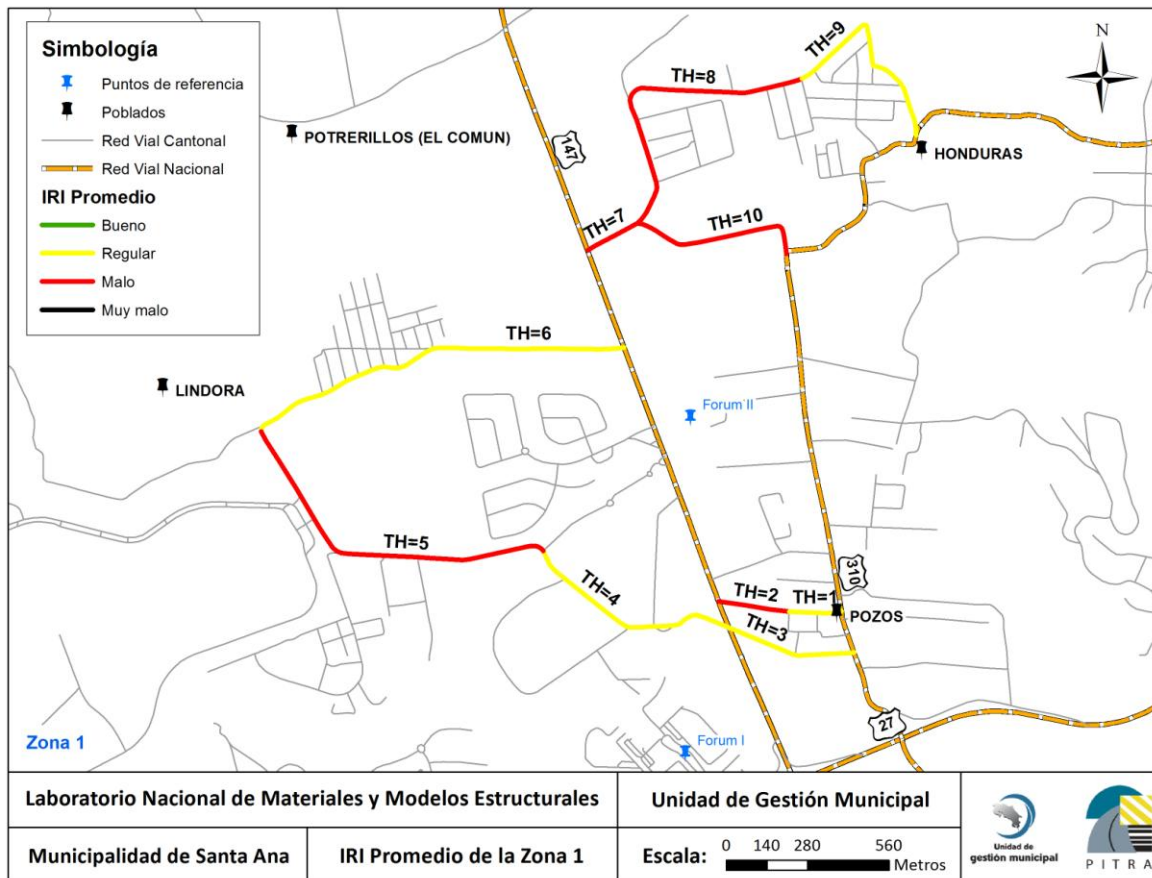 Simbología
Puntos de referencia
Poblados
Red Vial Cantonal
Red Vial Nacional
IRI Promedio
Bueno
Regular
Malo
Muy malo
N
TH=9
TH=8
POTRERILLOS (EL COMUN)
147
HONDURAS
TH=7
TH=10
TH=6
LINDORA
Forum II
TH=5
310
TH=2
TH=1
POZOS
TH=4
TH=3
27
Zona 1
Forum I
Laboratorio Nacional de Materiales y Modelos Estructurales
Unidad de Gestión Municipal
Municipalidad de Santa Ana
IRI Promedio de la Zona 1
Escala:
0 140 280 560
Metros
Unidad de
gestión municipal
PITRA